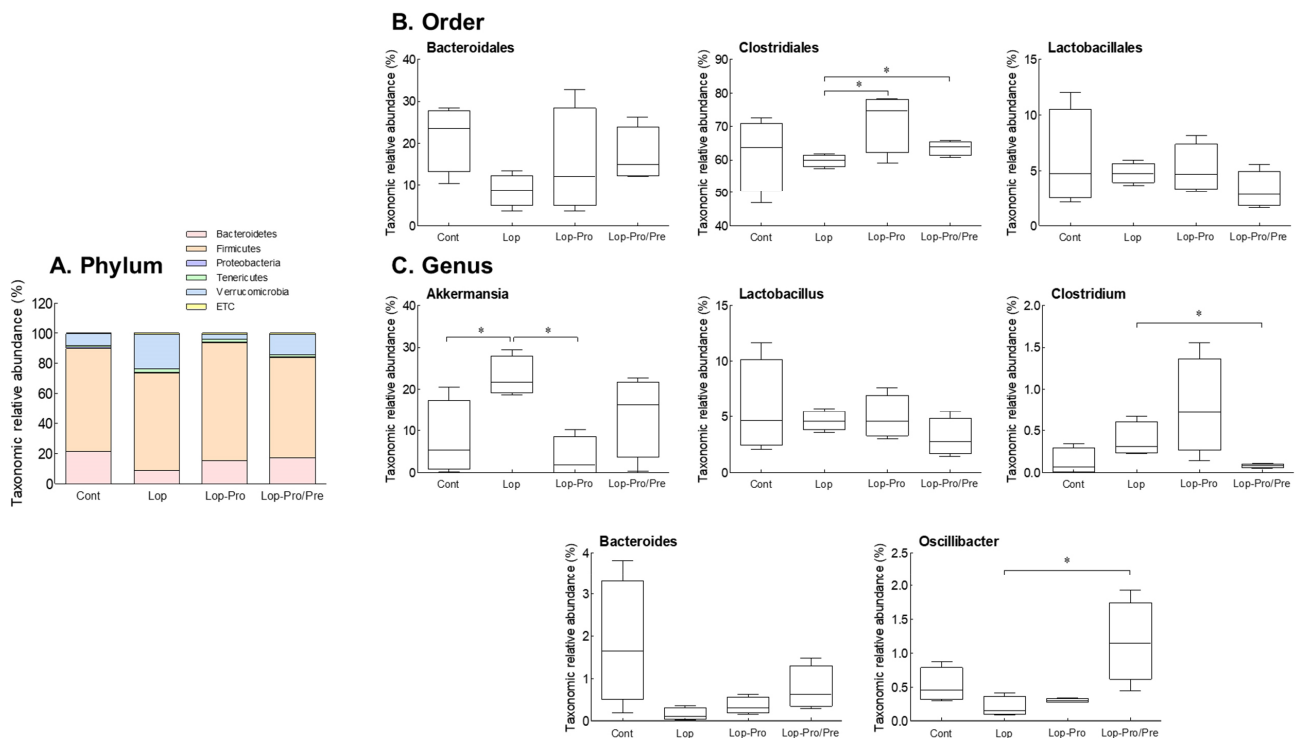 B. Order
Bacteroidales
Taxonomic relative abundance (%)
40
30
20
10
0
Cont Lop Lop-Pro Lop-Pro/Pre
Clostridiales
Taxonomic relative abundance (%)
90
80
70
60
50
40
* *
Cont Lop Lop-Pro Lop-Pro/Pre
Lactobacillales
Taxonomic relative abundance (%)
15
10
5
0
Cont Lop Lop-Pro Lop-Pro/Pre
A. Phylum
Bacteroidetes
Firmicutes
Proteobacteria
Tenericutes
Verrucomicrobia
ETC
Taxonomic relative abundance (%)
120
100
80
60
40
20
0
Cont Lop Lop-Pro Lop-Pro/Pre
C. Genus
Akkermansia
Taxonomic relative abundance (%)
40
30
20
10
0
* *
Cont Lop Lop-Pro Lop-Pro/Pre
Lactobacillus
Taxonomic relative abundance (%)
15
10
5
0
Cont Lop Lop-Pro Lop-Pro/Pre
Clostridium
Taxonomic relative abundance (%)
2.0
1.5
1.0
0.5
0.0
*
Cont Lop Lop-Pro Lop-Pro/Pre
Bacteroides
Taxonomic relative abundance (%)
4
3
2
1
0
Cont Lop Lop-Pro Lop-Pro/Pre
Oscillibacter
Taxonomic relative abundance (%)
2.5
2.0
1.5
1.0
0.5
0.0
*
Cont Lop Lop-Pro Lop-Pro/Pre